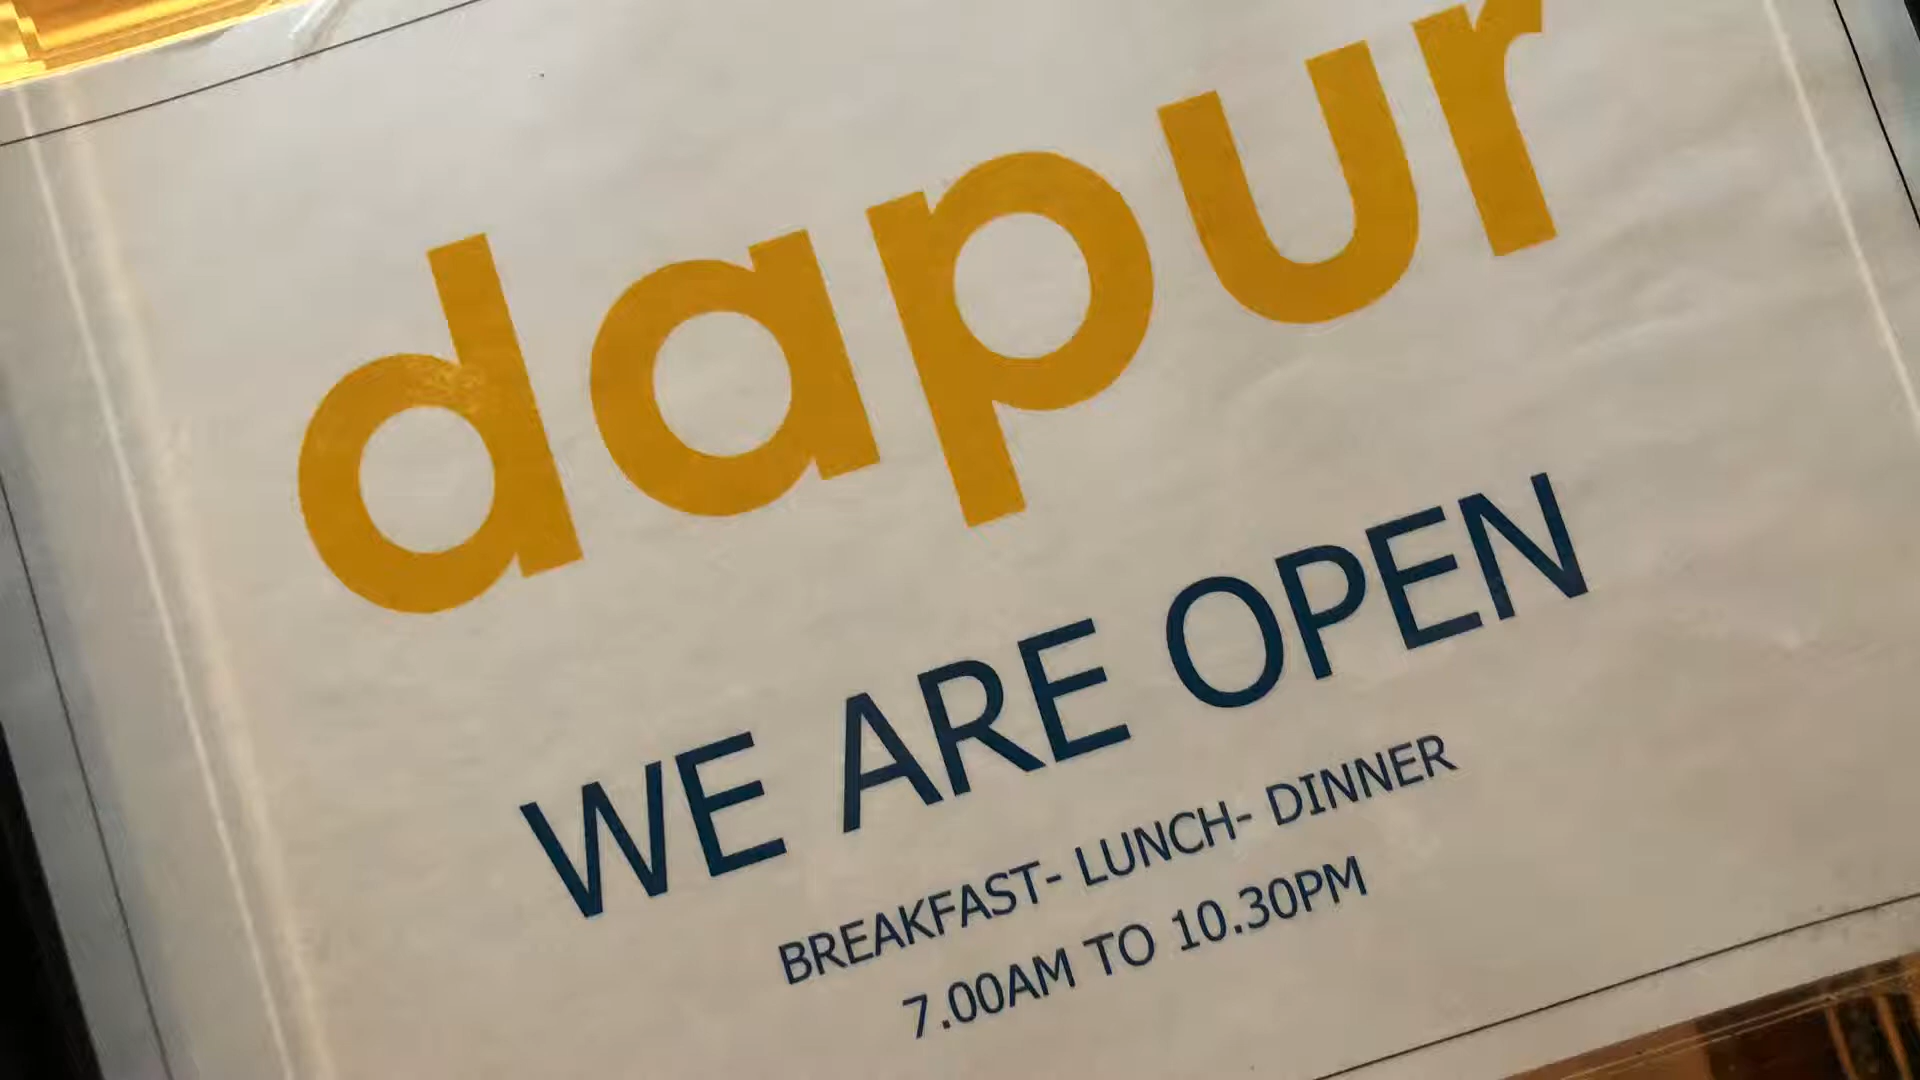 dapur
WE ARE OPEN
BREAKFAST- LUNCH- DINNER
7.00AM TO 10.30PM